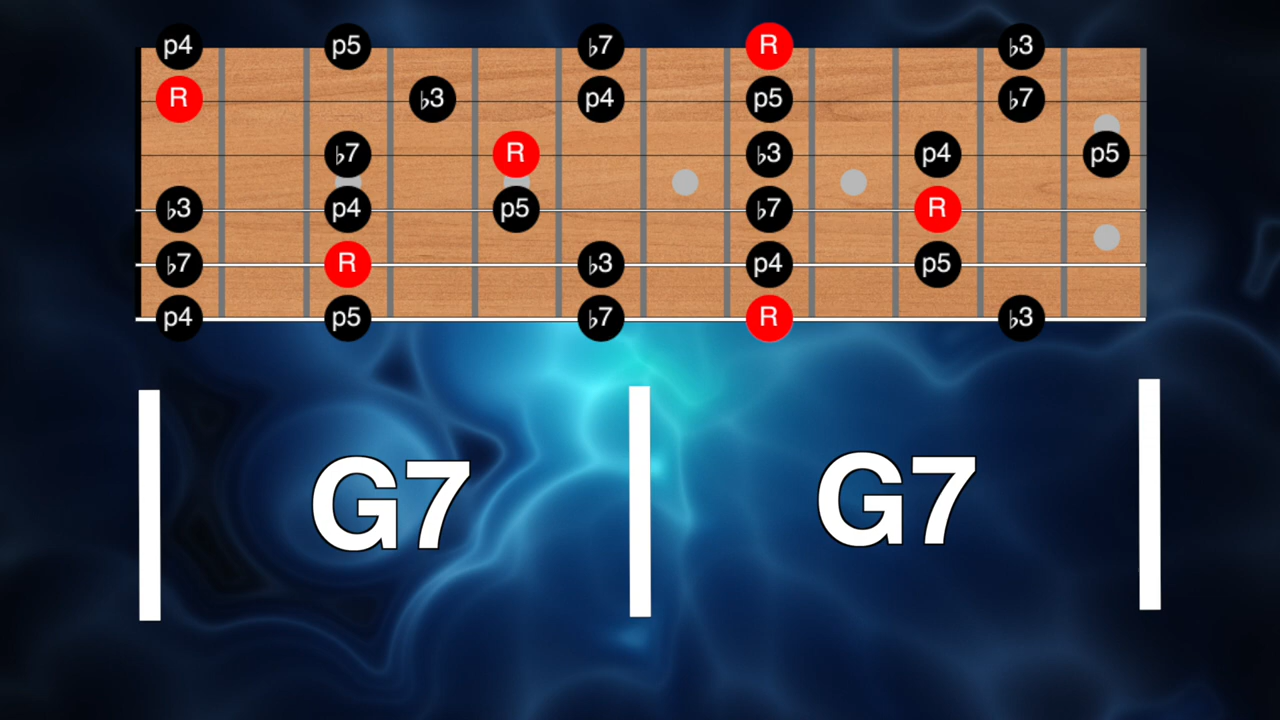 p4 p5 ♭7 R ♭3
R ♭3 p4 p5 ♭7
♭7 R ♭3 p4 p5
♭3 p4 p5 ♭7 R
♭7 R ♭3 p4 p5
p4 p5 ♭7 R ♭3
G7 G7